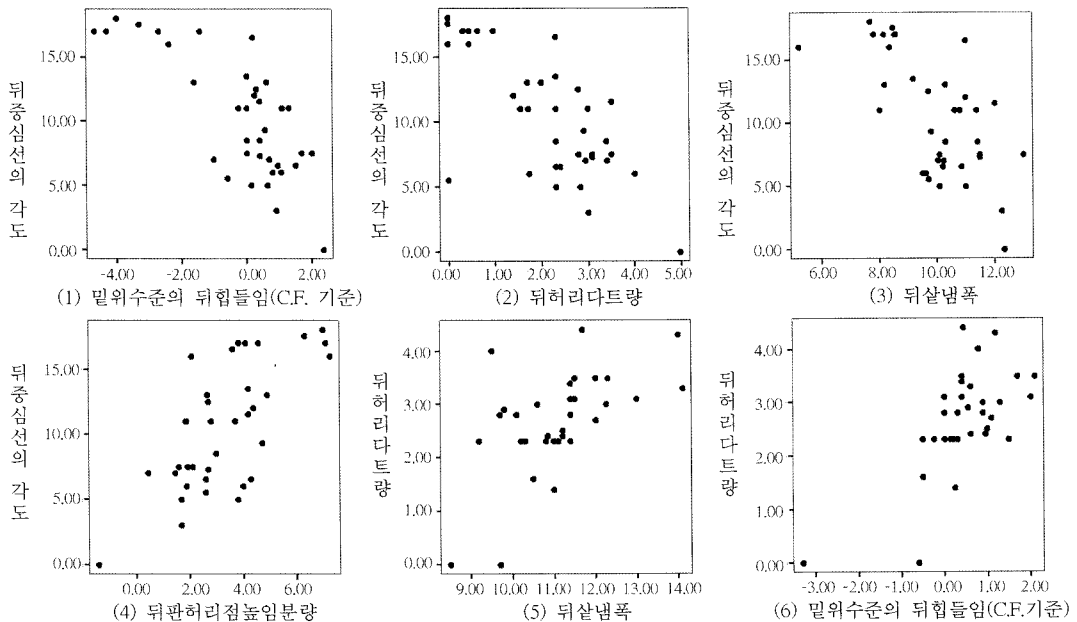 뒤중심선의 각도
15.00
10.00
5.00
0.00
-4.00 -2.00 0.00 2.00
(1) 밑위수준의 뒤힙들임(C.F. 기준)
뒤중심선의 각도
15.00
10.00
5.00
0.00
0.00 1.00 2.00 3.00 4.00 5.00
(2) 뒤허리다트량
뒤중심선의 각도
15.00
10.00
5.00
0.00
6.00 8.00 10.00 12.00
(3) 뒤샅냄폭
뒤중심선의 각도
15.00
10.00
5.00
0.00
0.00 2.00 4.00 6.00
(4) 뒤판허리점높임분량
뒤허리다트량
4.00
3.00
2.00
1.00
0.00
9.00 10.00 11.00 12.00 13.00 14.00
(5) 뒤샅냄폭
뒤허리다트량
4.00
3.00
2.00
1.00
0.00
-3.00 -2.00 -1.00 0.00 1.00 2.00
(6) 밑위수준의 뒤힙들임(C.F.기준)